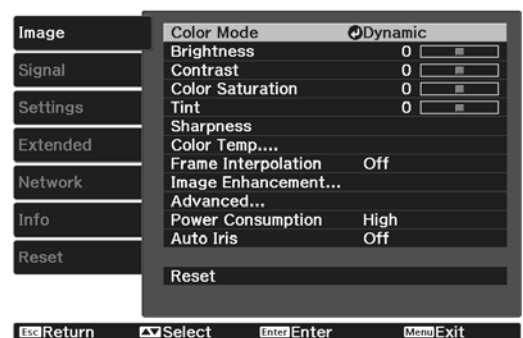 Image
Signal
Settings
Extended
Network
Info
Reset
Color Mode Dynamic
Brightness 0
Contrast 0
Color Saturation 0
Tint 0
Sharpness
Color Temp....
Frame Interpolation Off
Image Enhancement...
Advanced...
Power Consumption High
Auto Iris Off
Reset
Esc Return Select Enter Enter Menu Exit